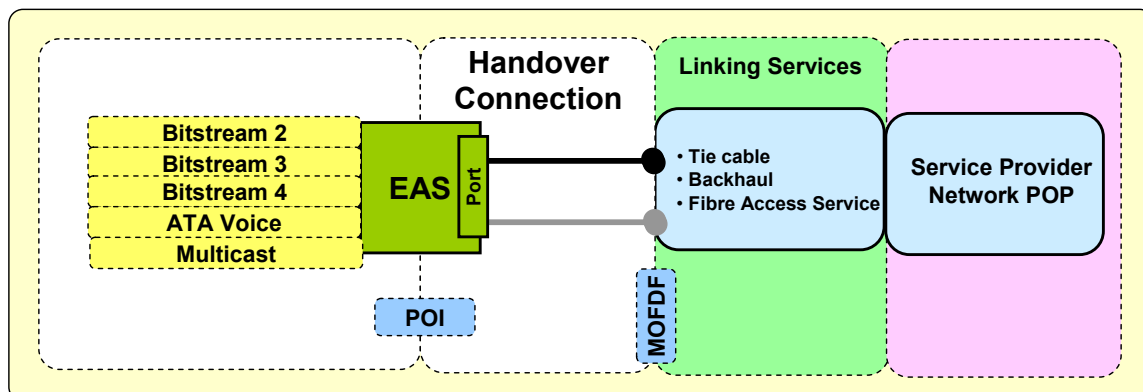 Handover
Connection
Linking Services
Bitstream 2
Bitstream 3
Bitstream 4
ATA Voice
Multicast
EAS
Port
• Tie cable
• Backhaul
• Fibre Access Service
Service Provider
Network POP
POI
MOFDF